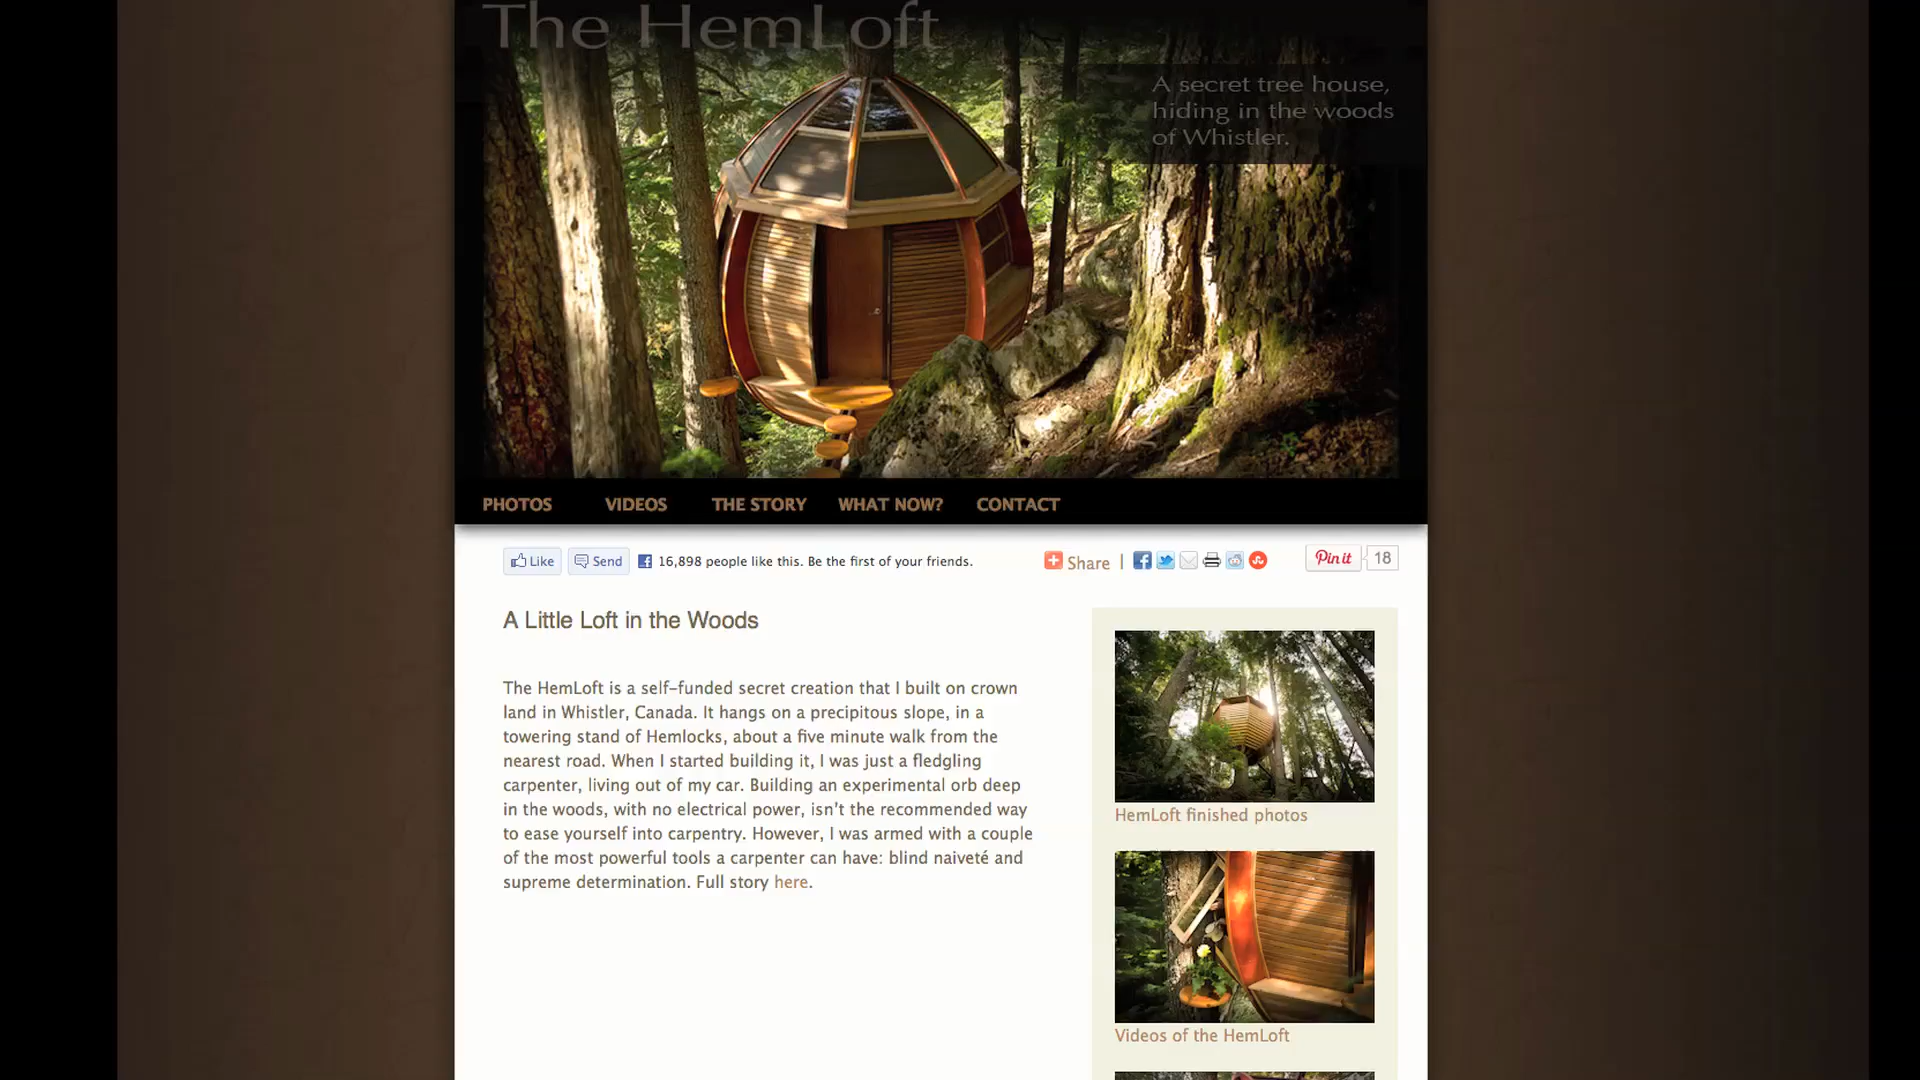 The HemLoft
A secret tree house,
hiding in the woods
of Whistler.
PHOTOS VIDEOS THE STORY WHAT NOW? CONTACT
Like Send 16,898 people like this. Be the first of your friends. Share | Pin it 18
A Little Loft in the Woods
The HemLoft is a self-funded secret creation that I built on crown
land in Whistler, Canada. It hangs on a precipitous slope, in a
towering stand of Hemlocks, about a five minute walk from the
nearest road. When I started building it, I was just a fledgling
carpenter, living out of my car. Building an experimental orb deep
in the woods, with no electrical power, isn't the recommended way
to ease yourself into carpentry. However, I was armed with a couple
of the most powerful tools a carpenter can have: blind naiveté and
supreme determination. Full story here.
HemLoft finished photos
Videos of the HemLoft